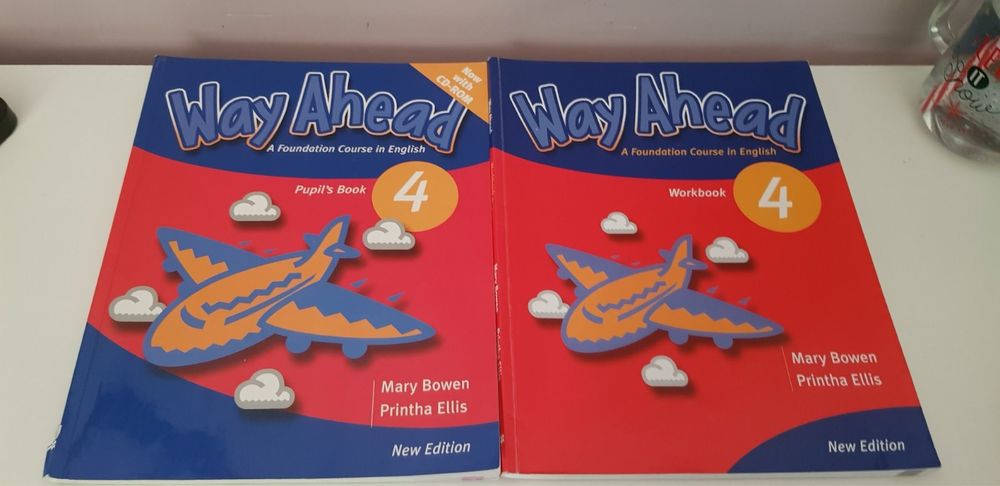 Now
with
CD-ROM
Way Ahead
A Foundation Course in English
Pupil's Book
4
Mary Bowen
Printha Ellis
New Edition
Way Ahead
A Foundation Course in English
Workbook
4
Mary Bowen
Printha Ellis
New Edition